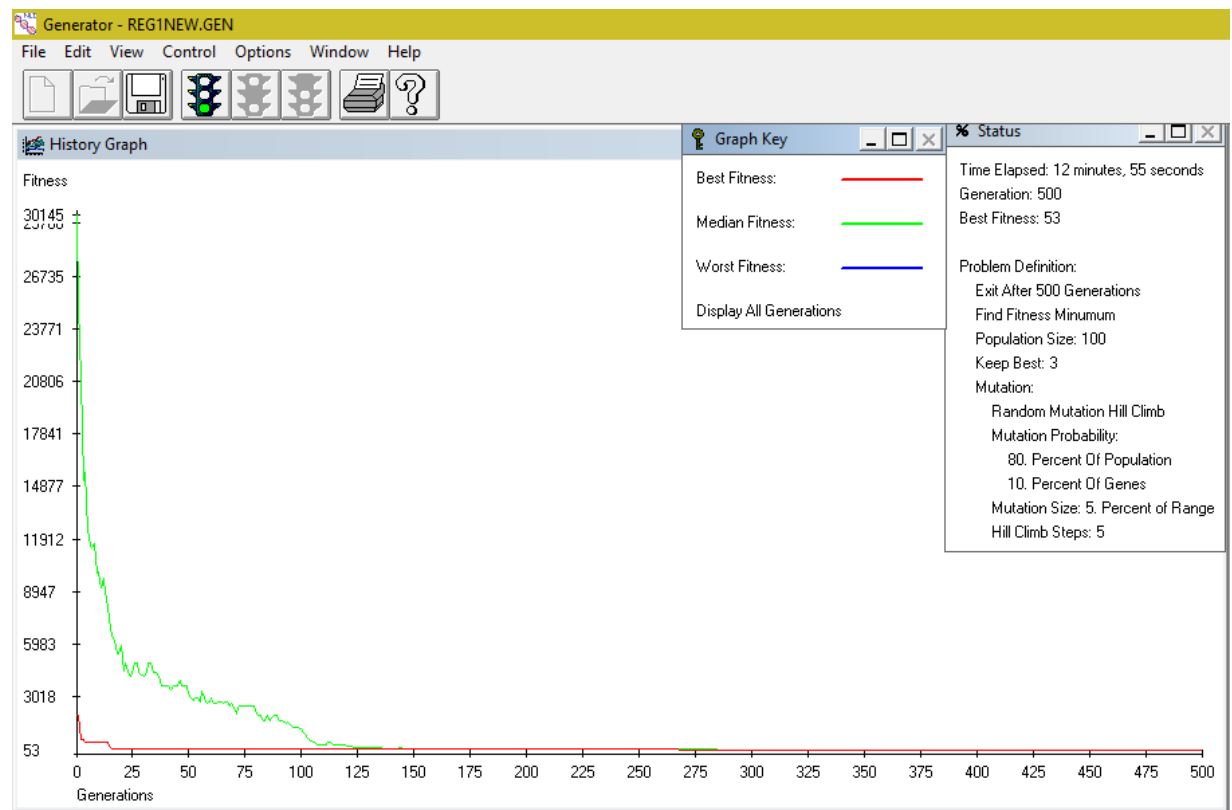 Generator - REG1NEW.GEN
File Edit View Control Options Window Help
History Graph
Fitness
30145
26735
23771
20806
17841
14877
11912
8947
5983
3018
53
0 25 50 75 100 125 150 175 200 225 250 275 300 325 350 375 400 425 450 475 500
Generations
Graph Key
Best Fitness:
Median Fitness:
Worst Fitness:
Display All Generations
% Status
Time Elapsed: 12 minutes, 55 seconds
Generation: 500
Best Fitness: 53
Problem Definition:
Exit After 500 Generations
Find Fitness Minumum
Population Size: 100
Keep Best: 3
Mutation:
Random Mutation Hill Climb
Mutation Probability:
80. Percent Of Population
10. Percent Of Genes
Mutation Size: 5. Percent of Range
Hill Climb Steps: 5